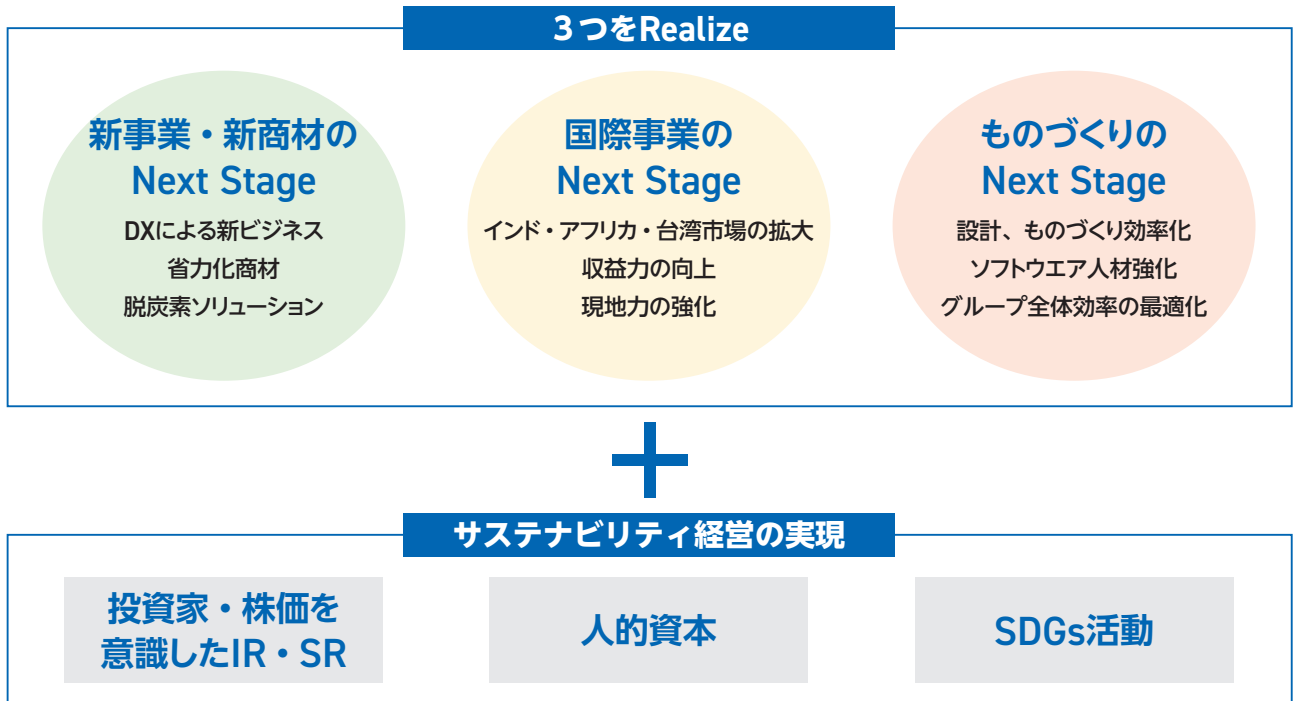 ３つをRealize
新事業・新商材の
Next Stage
DXによる新ビジネス
省力化商材
脱炭素ソリューション
国際事業の
Next Stage
インド・アフリカ・台湾市場の拡大
収益力の向上
現地力の強化
ものづくりの
Next Stage
設計、ものづくり効率化
ソフトウエア人材強化
グループ全体効率の最適化
サステナビリティ経営の実現
投資家・株価を
意識したIR・SR
人的資本
SDGs活動